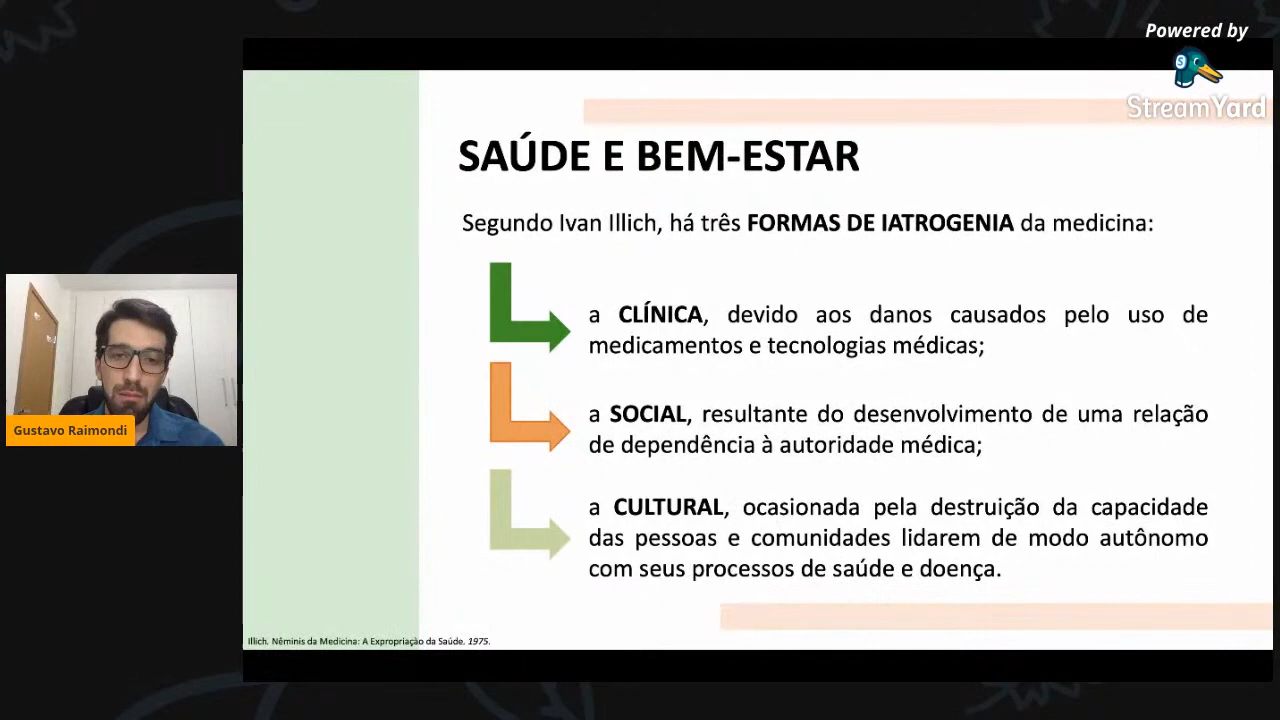 Powered by
StreamYard
SAÚDE E BEM-ESTAR
Segundo Ivan Illich, há três FORMAS DE IATROGENIA da medicina:
a CLÍNICA, devido aos danos causados pelo uso de
medicamentos e tecnologias médicas;
a SOCIAL, resultante do desenvolvimento de uma relação
de dependência à autoridade médica;
a CULTURAL, ocasionada pela destruição da capacidade
das pessoas e comunidades lidarem de modo autônomo
com seus processos de saúde e doença.
Gustavo Raimondi
Illich. Nêminis da Medicina: A Expropriação da Saúde. 1975.